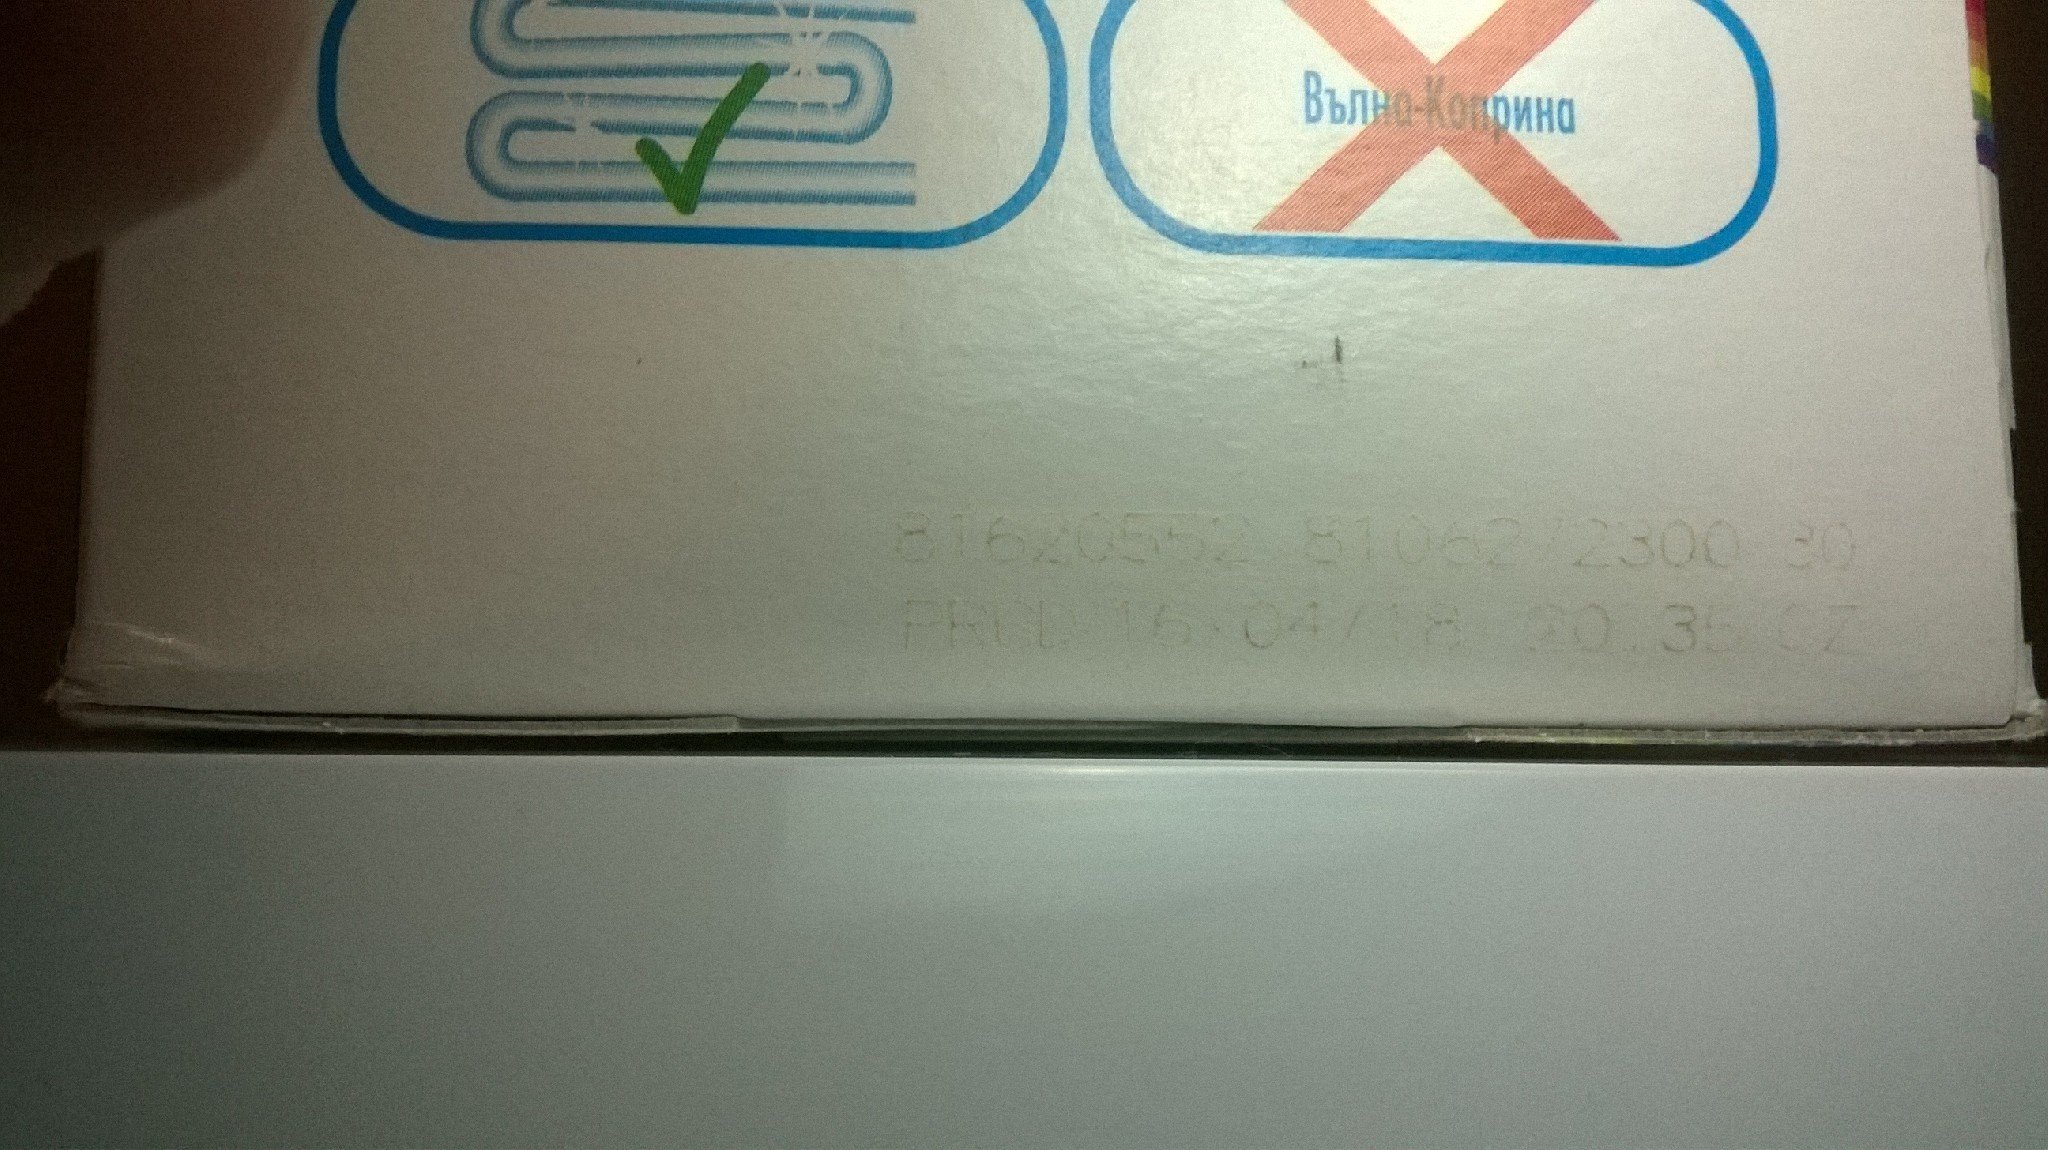 Вълна-Коприна
81620552 81062 2300 30
PROD 16.04/18 20:35 CZ